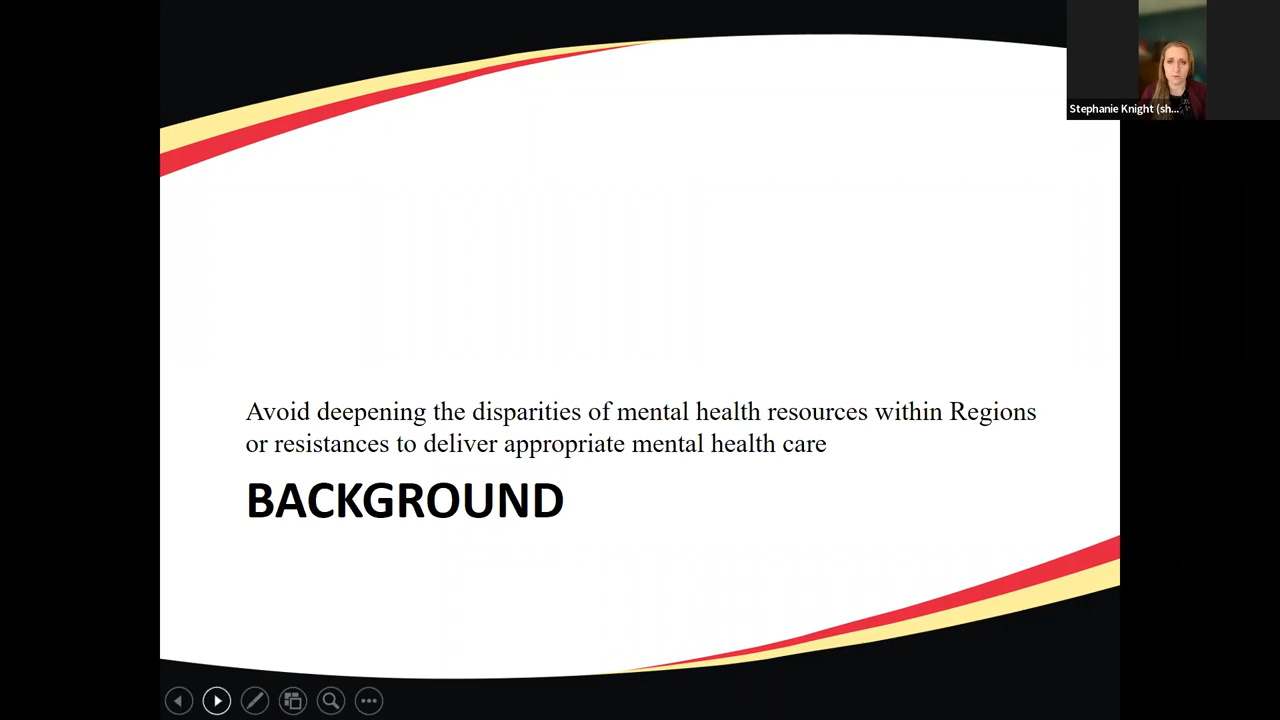 Stephanie Knight (sh...
Avoid deepening the disparities of mental health resources within Regions
or resistances to deliver appropriate mental health care
BACKGROUND